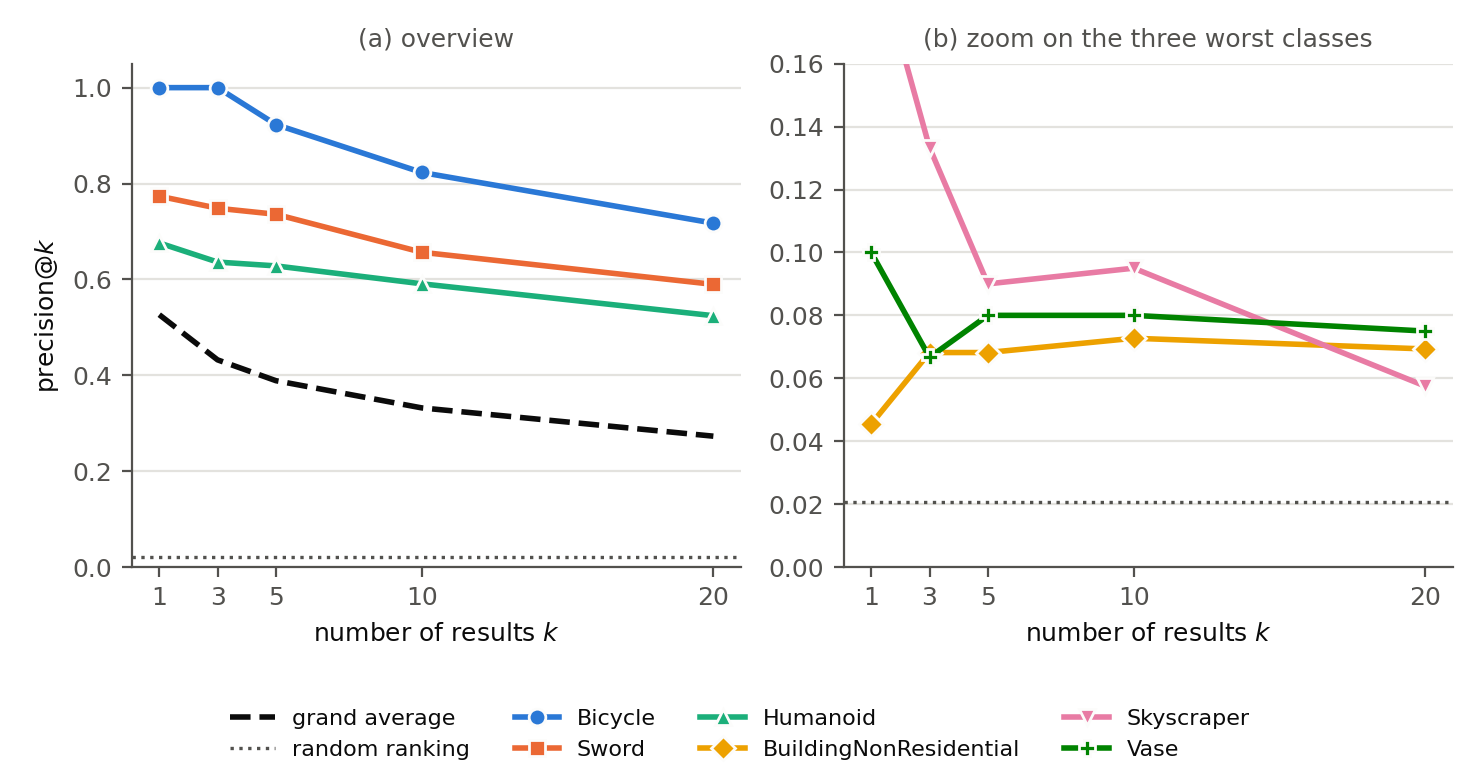 (a) overview
(b) zoom on the three worst classes
precision@k
1.0
0.8
0.6
0.4
0.2
0.0
1 3 5 10 20
number of results k
0.16
0.14
0.12
0.10
0.08
0.06
0.04
0.02
0.00
1 3 5 10 20
number of results k
grand average
random ranking
Bicycle
Sword
Humanoid
BuildingNonResidential
Skyscraper
Vase